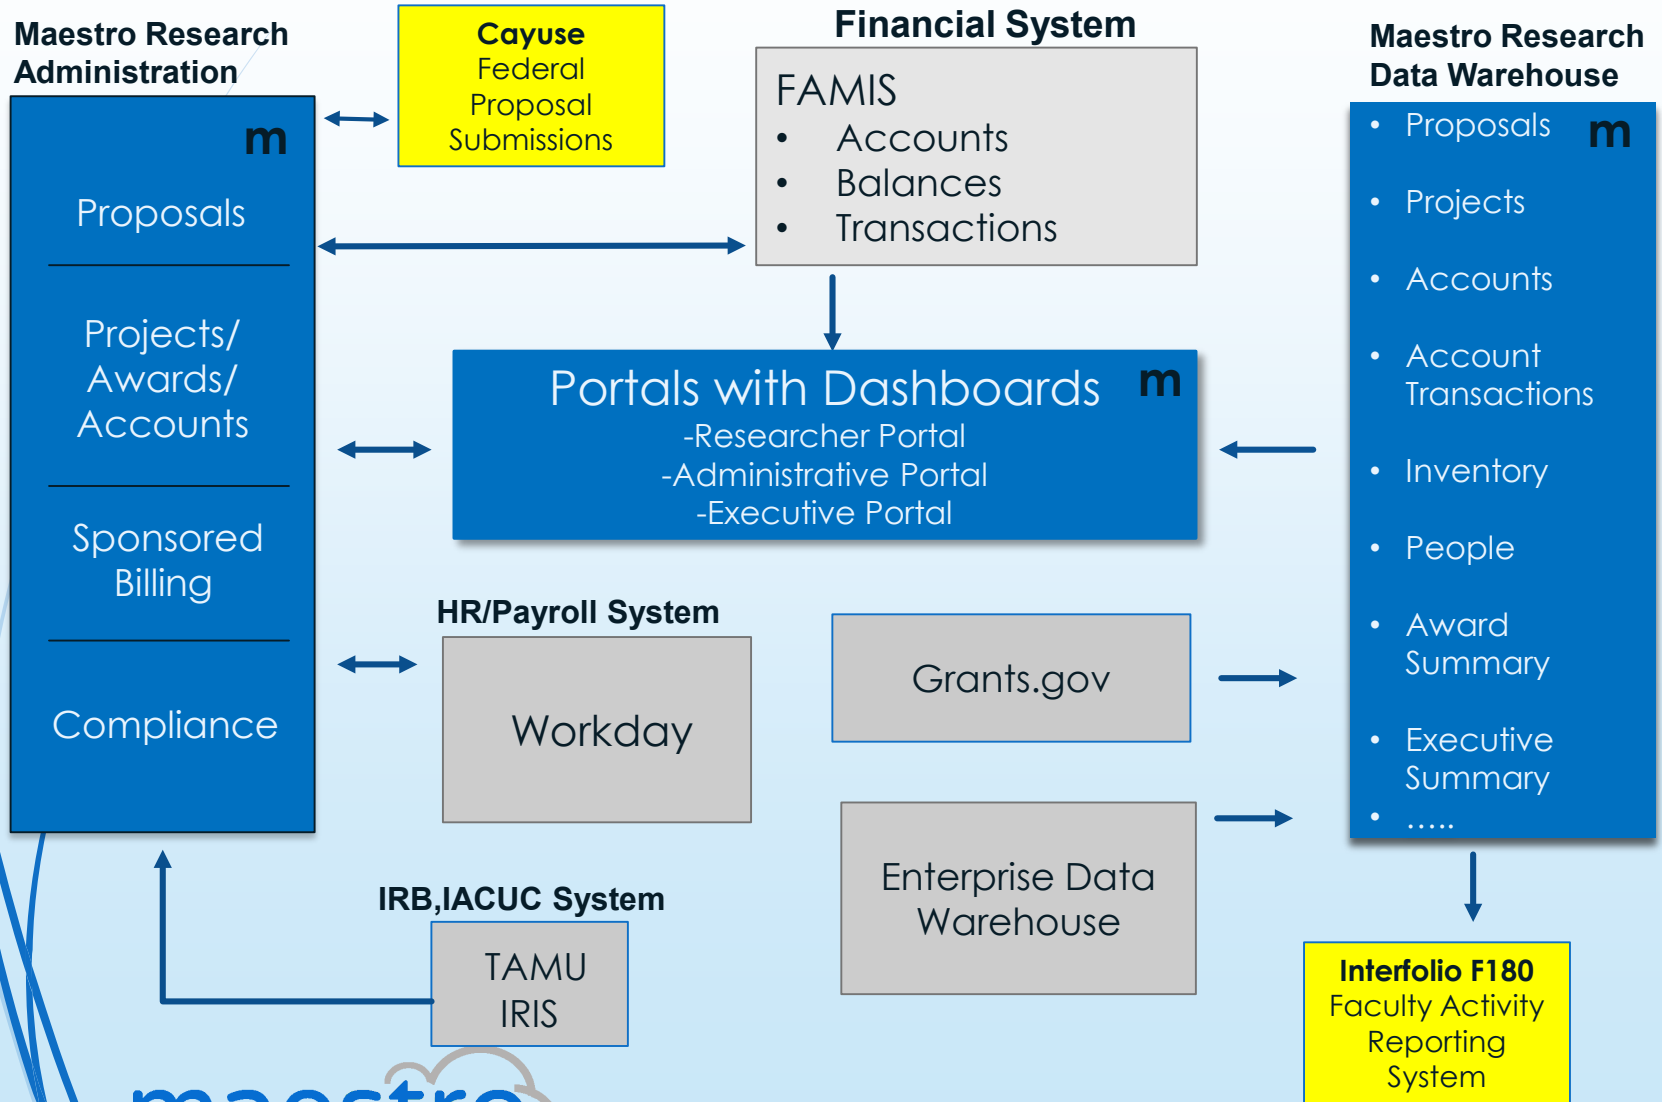 Maestro Research
Administration
m
Proposals
Projects/
Awards/
Accounts
Sponsored
Billing
Compliance
Cayuse
Federal
Proposal
Submissions
Financial System
FAMIS
• Accounts
• Balances
• Transactions
Portals with Dashboards m
-Researcher Portal
-Administrative Portal
-Executive Portal
HR/Payroll System
Workday
IRB,IACUC System
TAMU
IRIS
Grants.gov
Enterprise Data
Warehouse
Maestro Research
Data Warehouse
• Proposals m
• Projects
• Accounts
• Account
Transactions
• Inventory
• People
• Award
Summary
• Executive
Summary
• .....
Interfolio F180
Faculty Activity
Reporting
System
maestro